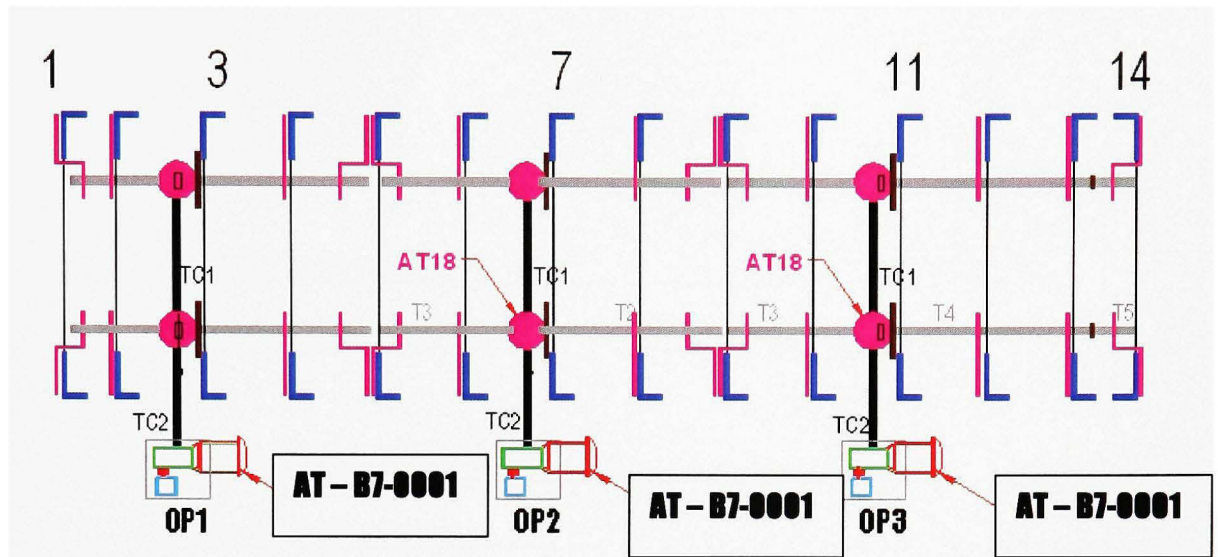 1 3 7 11 14
AT18 AT18
TC1 TC1 TC1
T3 T2 T3 T4 T5
TC2 TC2 TC2
AT – B7-0001 AT – B7-0001 AT – B7-0001
OP1 OP2 OP3